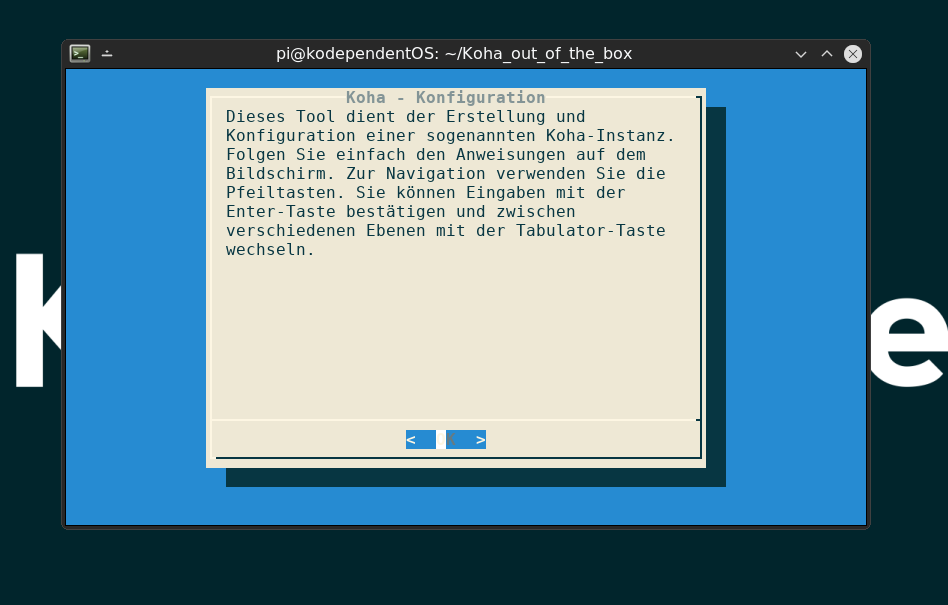 pi@kodependentOS: ~/Koha_out_of_the_box
Koha - Konfiguration
Dieses Tool dient der Erstellung und
Konfiguration einer sogenannten Koha-Instanz.
Folgen Sie einfach den Anweisungen auf dem
Bildschirm. Zur Navigation verwenden Sie die
Pfeiltasten. Sie können Eingaben mit der
Enter-Taste bestätigen und zwischen
verschiedenen Ebenen mit der Tabulator-Taste
wechseln.
< K >
K
e